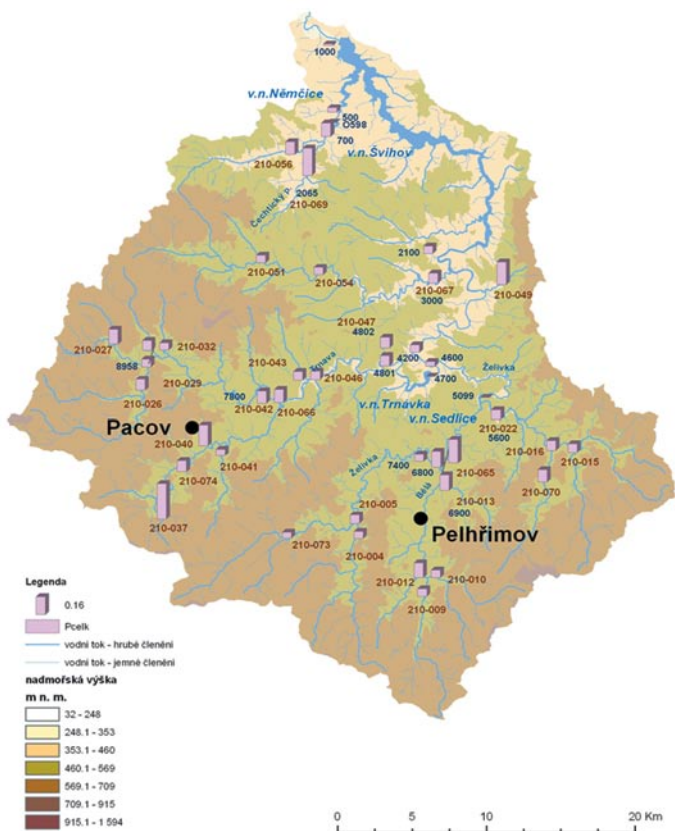 1000
v.n.Němčice
500
O598
700
210-056
v.n.Švihov
2065
210-069
Čechtický p.
2100
210-051
210-054
210-067
210-049
3000
210-047
4802
210-027
210-032
4200
4600
210-043
Trnava
Želivka
8958
4801
4700
210-029
210-046
210-026
7800
210-042
210-066
5099
v.n.Trnávka
210-022
v.n.Sedlice
5600
Pacov
210-040
210-016
210-015
210-041
7400
6800
210-065
Želivka
210-074
210-070
Bělá
210-013
210-005
6900
210-037
Pelhřimov
210-073
210-004
210-012
210-010
210-009
Legenda
0.16
Pcelk
vodní tok - hrubé členění
vodní tok - jemné členění
nadmořská výška
m n. m.
32 - 248
248.1 - 353
353.1 - 460
460.1 - 569
569.1 - 709
709.1 - 915
915.1 - 1 594
0 5 10 20 Km